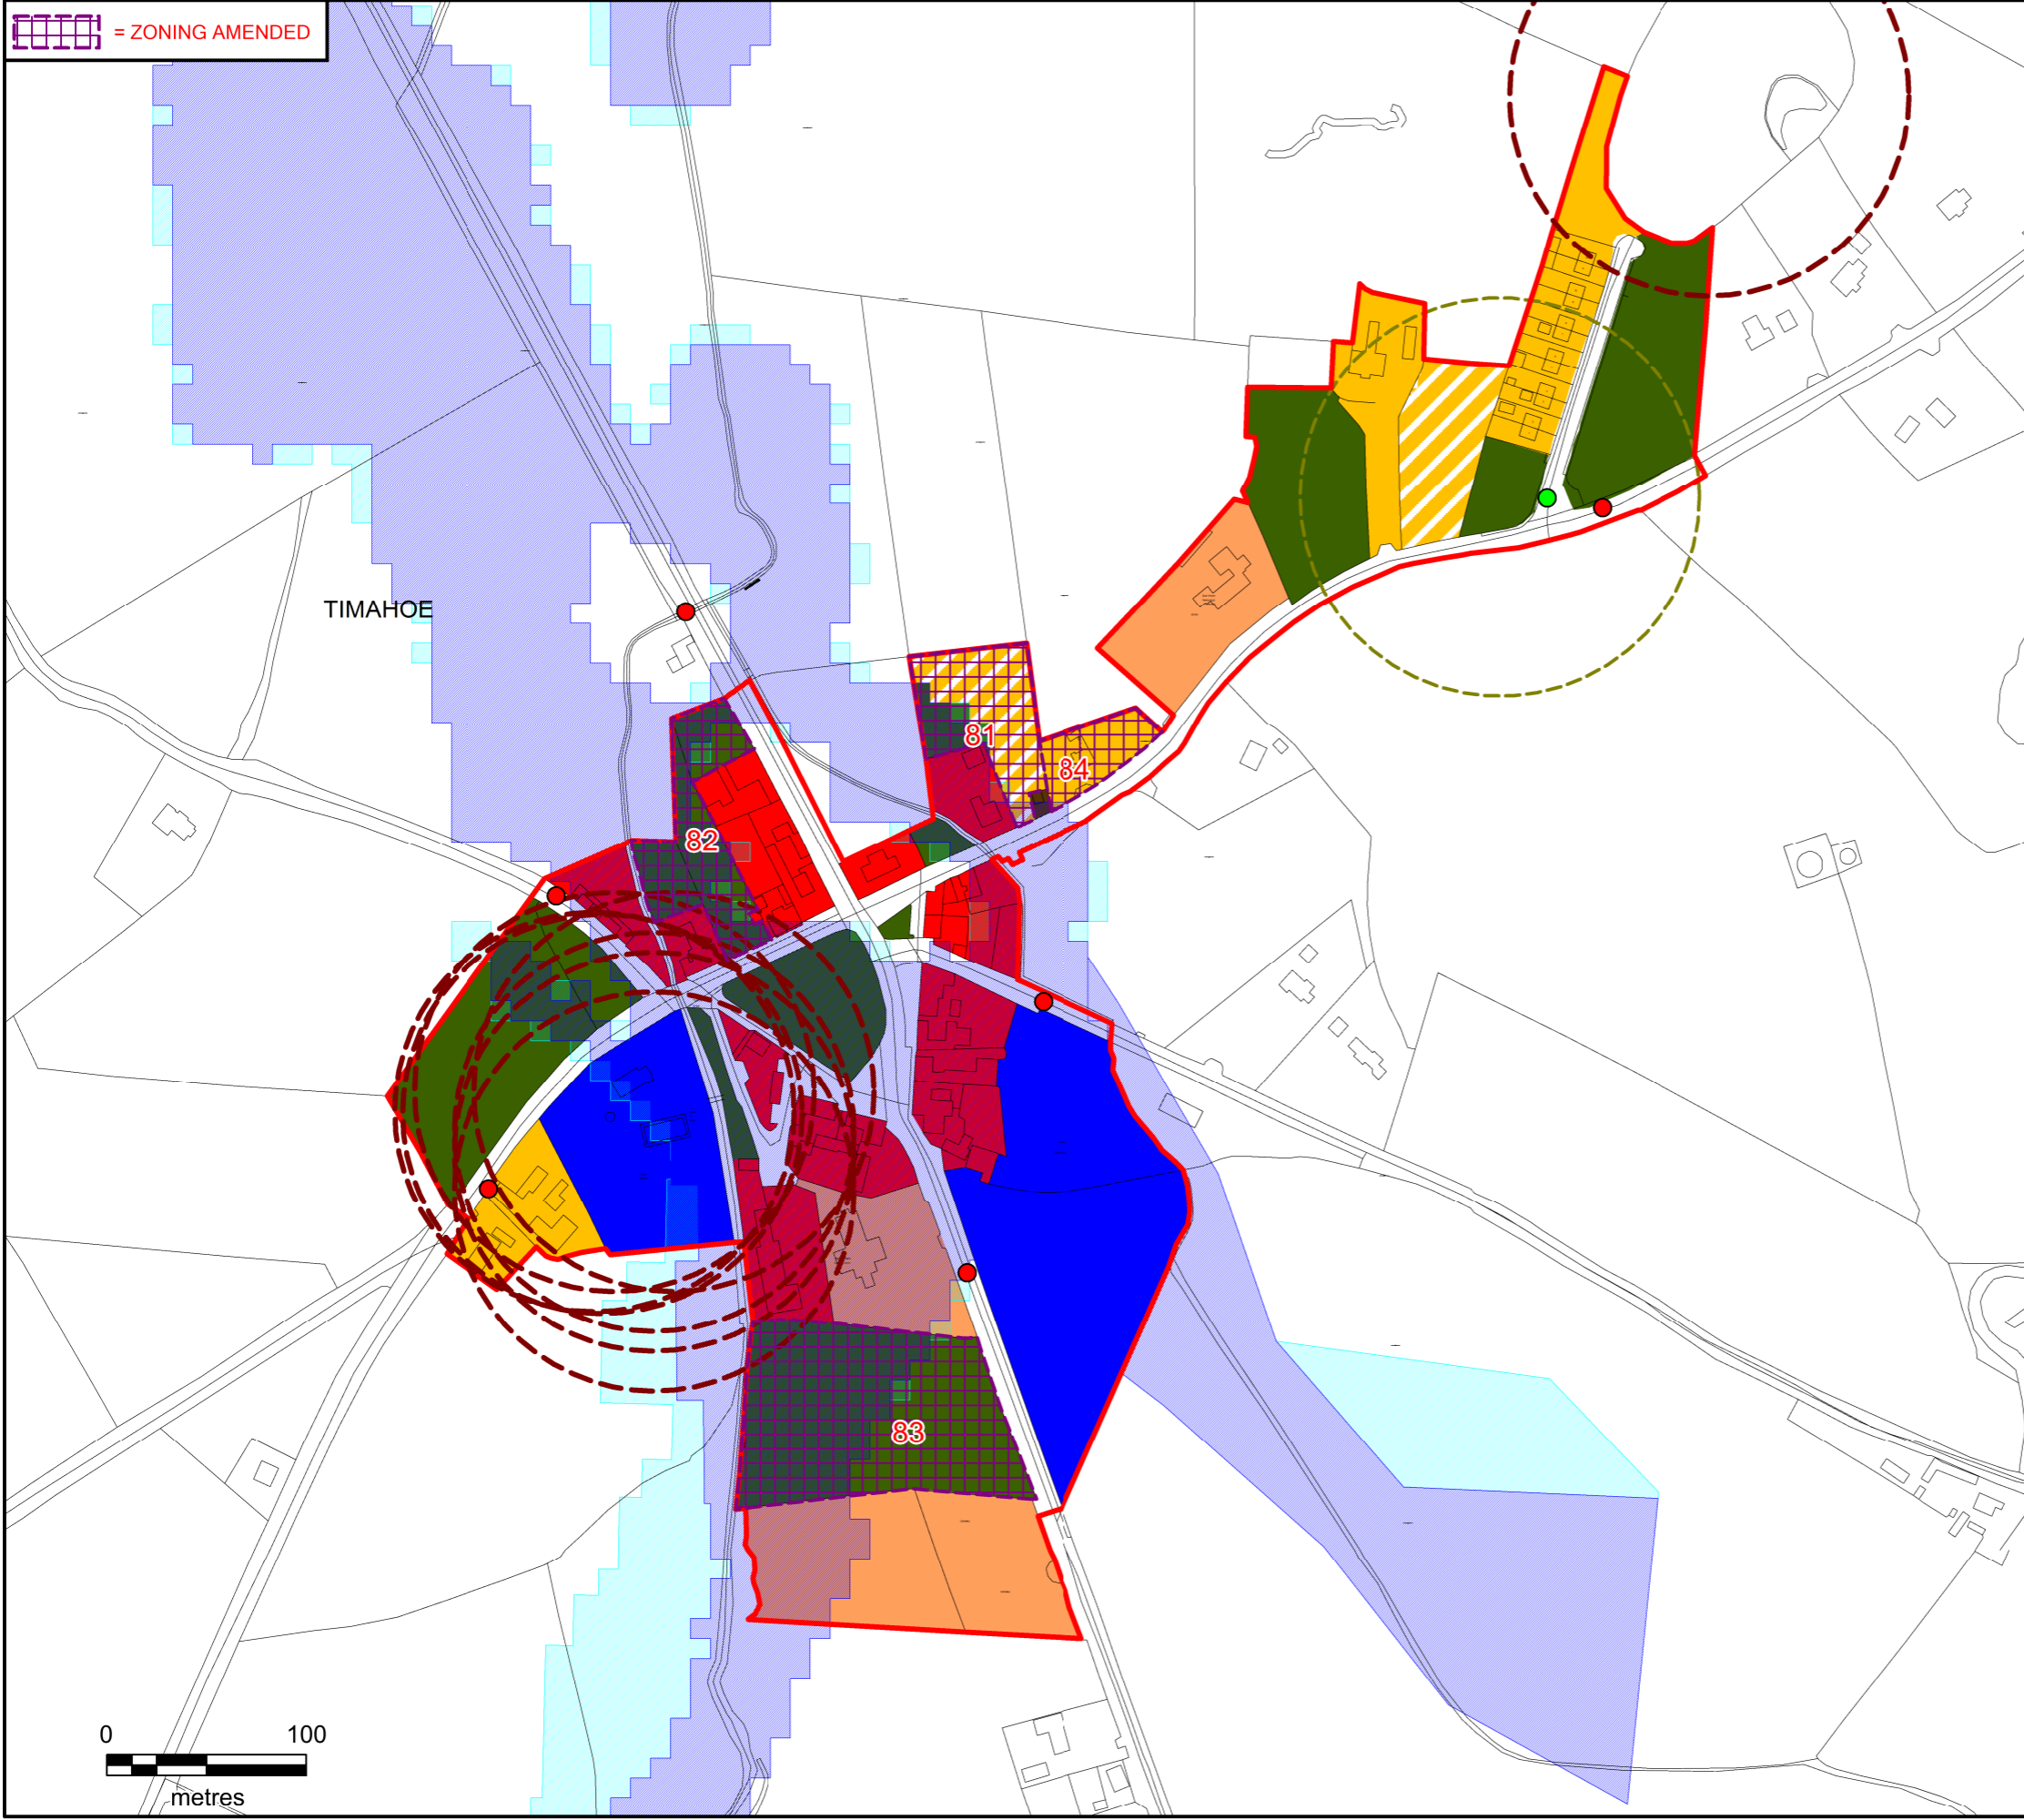 = ZONING AMENDED
TIMAHOE
81
84
82
83
0 100
metres